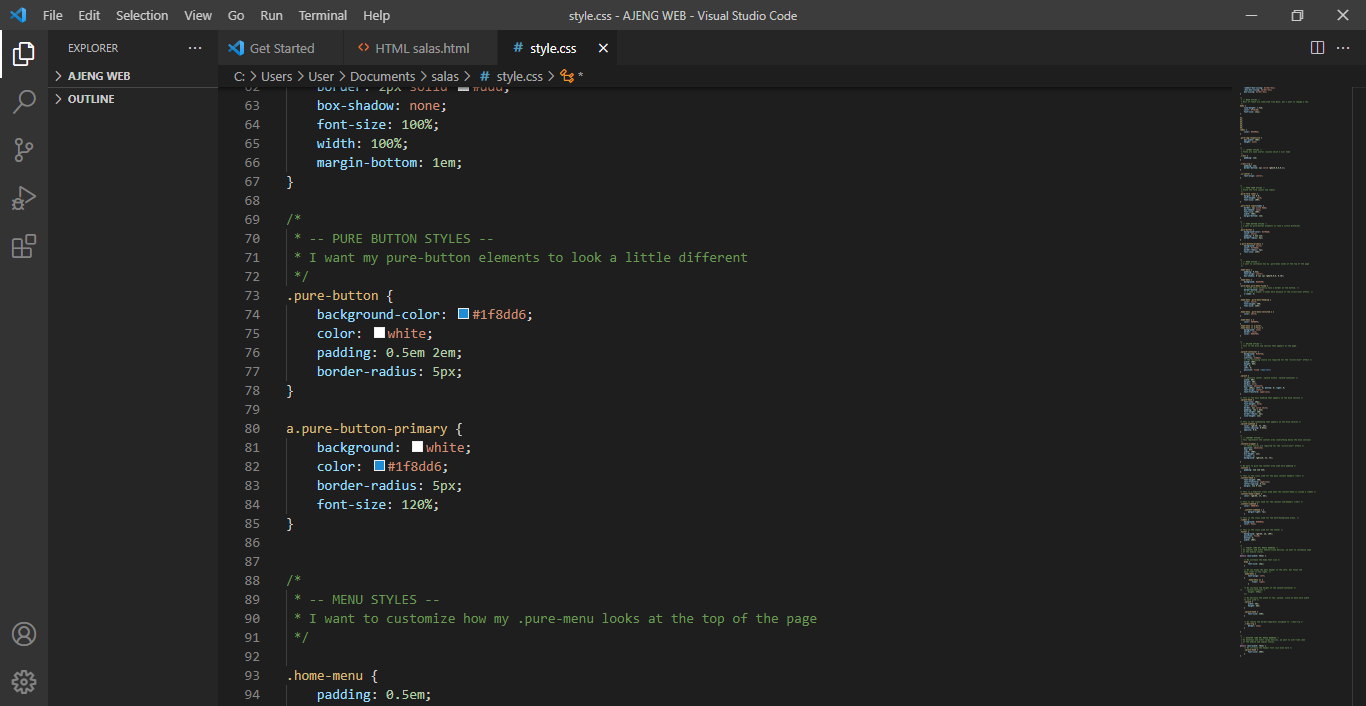 File Edit Selection View Go Run Terminal Help
style.css - AJENG WEB - Visual Studio Code
EXPLORER
AJENG WEB
OUTLINE
Get Started
HTML salas.html
# style.css
C: > Users > User > Documents > salas > # style.css > *
62 border: 2px solid #ddd;
63 box-shadow: none;
64 font-size: 100%;
65 width: 100%;
66 margin-bottom: 1em;
67 }
68
69 /*
70 * -- PURE BUTTON STYLES --
71 * I want my pure-button elements to look a little different
72 */
73 .pure-button {
74 background-color: #1f8dd6;
75 color: white;
76 padding: 0.5em 2em;
77 border-radius: 5px;
78 }
79
80 a.pure-button-primary {
81 background: white;
82 color: #1f8dd6;
83 border-radius: 5px;
84 font-size: 120%;
85 }
86
87
88 /*
89 * -- MENU STYLES --
90 * I want to customize how my .pure-menu looks at the top of the page
91 */
92
93 .home-menu {
94 padding: 0.5em;